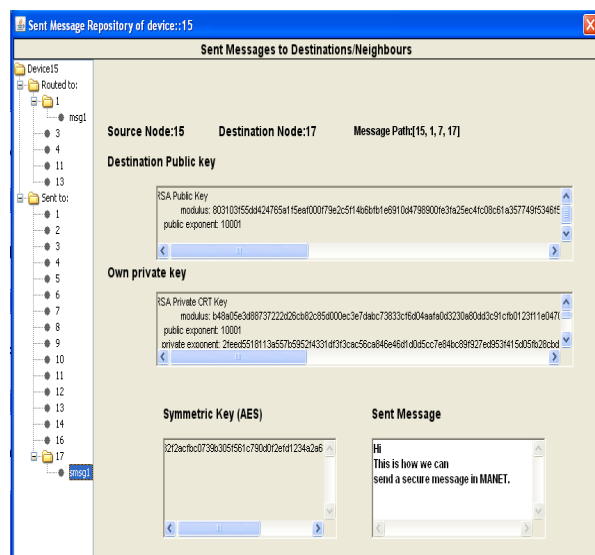 Sent Message Repository of device::15
Sent Messages to Destinations/Neighbours
Device15
Routed to:
1
msg1
3
4
11
13
Sent to:
1
2
3
4
5
6
7
8
9
10
11
12
13
14
16
17
smsg1
Source Node:15 Destination Node:17 Message Path:[15, 1, 7, 17]
Destination Public key
RSA Public Key
modulus: 803103f55dd424765a1f5eaf000f79e2c5f14b6bfb1e6910d4798900fe3fa25ec4fc08c61a357749f5346f5
public exponent: 10001
Own private key
RSA Private CRT Key
modulus: b48a05e3d88737222d26cb82c85d000ec3e7dabc73833cf6d04aafa0d3230a80dd3c91cfb0123f11e0470
public exponent: 10001
private exponent: 2feed5518113a557b5952f4331df3f3cac56ca846e46d1d0d5cc7e84bc89f927ed953f415d05fb28cbd
Symmetric Key (AES)
32f2acfbc0739b305f561c790d0f2efd1234a2a6
Sent Message
Hi
This is how we can
send a secure message in MANET.